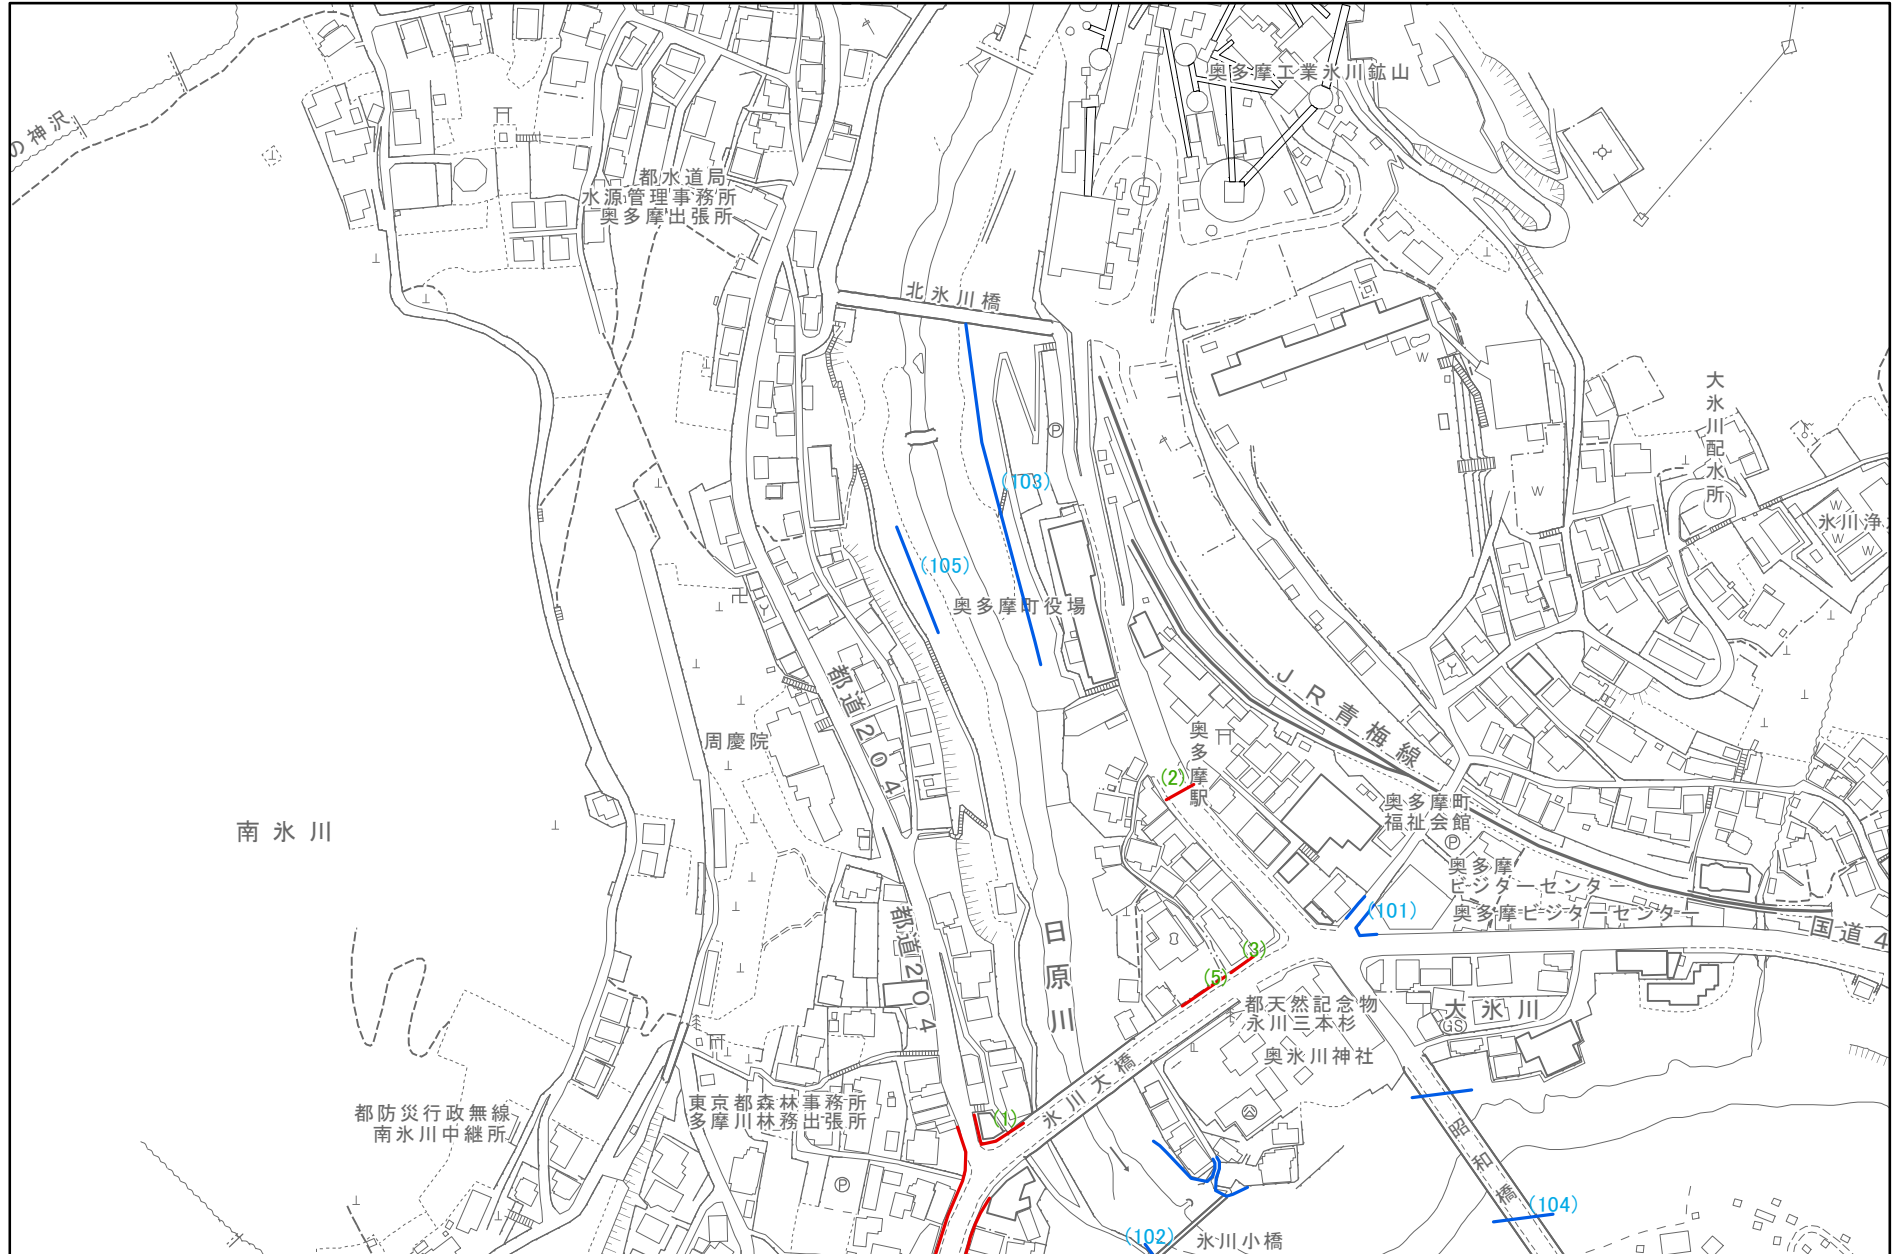 の神沢
奥多摩工業氷川鉱山
都水道局
水源管理事務所
奥多摩出張所
北氷川橋
大氷川配水所
氷川浄
(103)
(105)
奥多摩町役場
都道204
JR青梅線
周慶院
奥多摩駅
(2)
奥多摩町
福祉会館
南氷川
奥多摩
ビジターセンター
奥多摩ビジターセンター
(101)
国道4
都道204
日原川
(3)
(5)
都天然記念物
氷川三本杉
大氷川
GS
奥氷川神社
氷川大橋
(1)
東京都森林事務所
多摩川林務出張所
都防災行政無線
南氷川中継所
昭和橋
(104)
(102)
氷川小橋
P
P
P
W
W
W
W
W
W